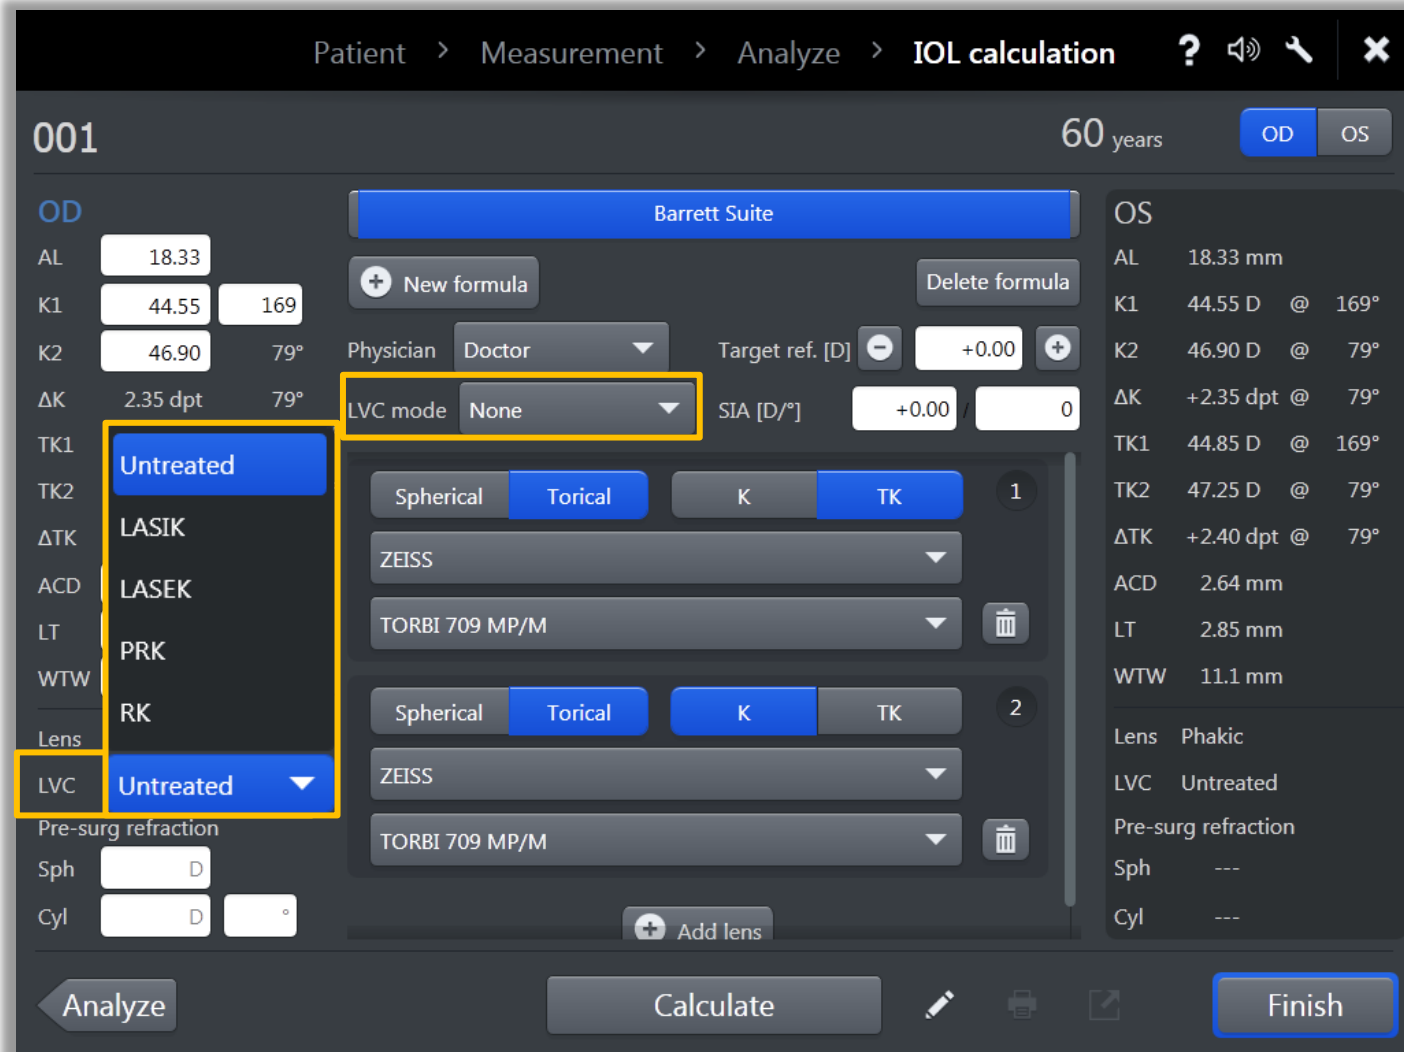 Patient > Measurement > Analyze > IOL calculation ?
001 60 years OD OS
OD
AL 18.33
K1 44.55 169
K2 46.90 79°
ΔK 2.35 dpt 79°
TK1
TK2
ΔTK
ACD
LT
WTW
Lens
Untreated
LASIK
LASEK
PRK
RK
LVC Untreated
Pre-surg refraction
Sph D
Cyl D °
Barrett Suite
New formula Delete formula
Physician Doctor Target ref. [D] +0.00
LVC mode None SIA [D/°] +0.00 / 0
Spherical Torical K TK 1
ZEISS
TORBI 709 MP/M
Spherical Torical K TK 2
ZEISS
TORBI 709 MP/M
Add lens
OS
AL 18.33 mm
K1 44.55 D @ 169°
K2 46.90 D @ 79°
ΔK +2.35 dpt @ 79°
TK1 44.85 D @ 169°
TK2 47.25 D @ 79°
ΔTK +2.40 dpt @ 79°
ACD 2.64 mm
LT 2.85 mm
WTW 11.1 mm
Lens Phakic
LVC Untreated
Pre-surg refraction
Sph ---
Cyl ---
Analyze Calculate Finish